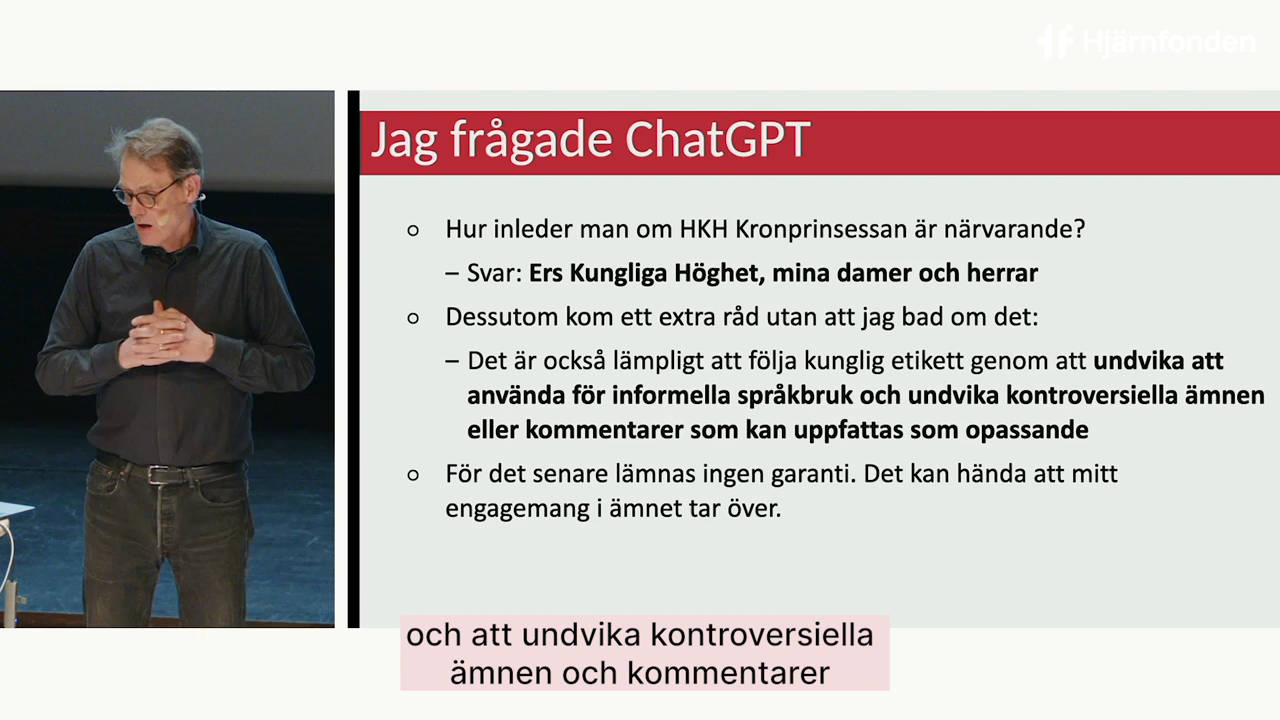 Hjärnfonden
Jag frågade ChatGPT
Hur inleder man om HKH Kronprinsessan är närvarande?
– Svar: Ers Kungliga Höghet, mina damer och herrar
Dessutom kom ett extra råd utan att jag bad om det:
– Det är också lämpligt att följa kunglig etikett genom att undvika att
använda för informella språkbruk och undvika kontroversiella ämnen
eller kommentarer som kan uppfattas som opassande
För det senare lämnas ingen garanti. Det kan hända att mitt
engagemang i ämnet tar över.
och att undvika kontroversiella
ämnen och kommentarer